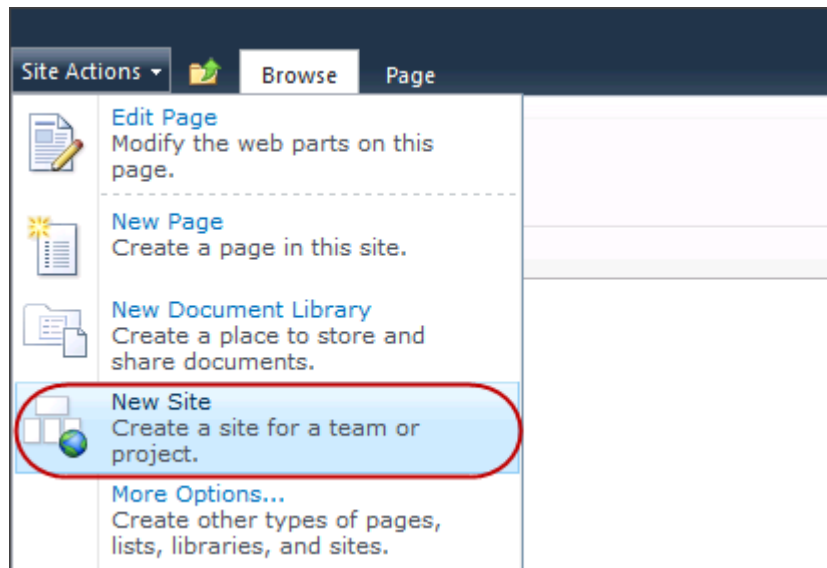 Site Actions
Browse
Page
Edit Page
Modify the web parts on this
page.
New Page
Create a page in this site.
New Document Library
Create a place to store and
share documents.
New Site
Create a site for a team or
project.
More Options...
Create other types of pages,
lists, libraries, and sites.